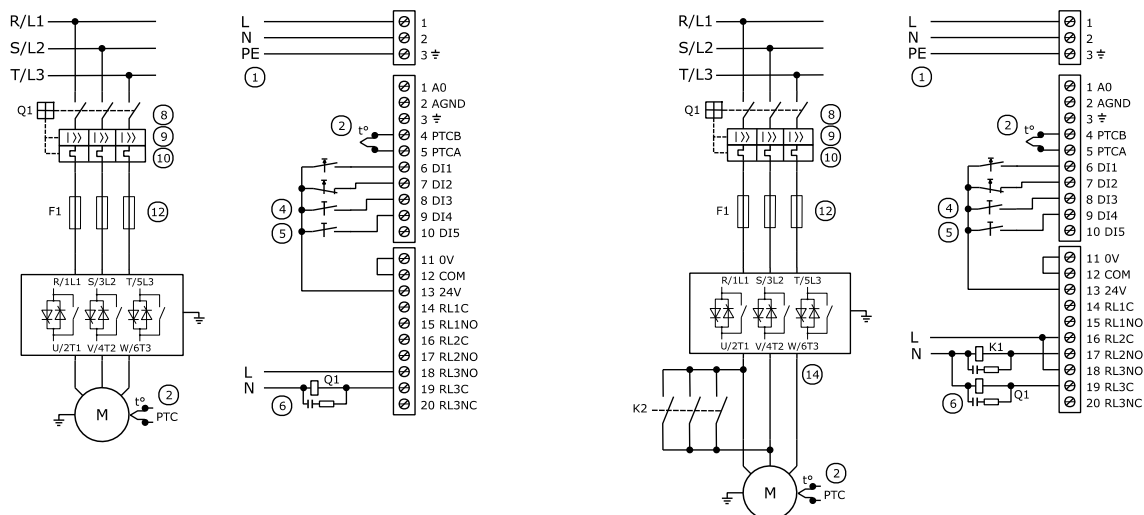 R/L1
S/L2
T/L3
Q1
8
9
10
F1
12
R/1L1 S/3L2 T/5L3
U/2T1 V/4T2 W/6T3
M
2
t°
PTC
L
N
PE
1
1
2
3
1 A0
2 AGND
3
4 PTCB
5 PTCA
6 DI1
7 DI2
8 DI3
9 DI4
10 DI5
2
t°
4
5
11 0V
12 COM
13 24V
14 RL1C
15 RL1NO
16 RL2C
17 RL2NO
18 RL3NO
19 RL3C
20 RL3NC
L
N
Q1
6
R/L1
S/L2
T/L3
Q1
8
9
10
F1
12
R/1L1 S/3L2 T/5L3
U/2T1 V/4T2 W/6T3
14
K2
M
2
t°
PTC
L
N
PE
1
1
2
3
1 A0
2 AGND
3
4 PTCB
5 PTCA
6 DI1
7 DI2
8 DI3
9 DI4
10 DI5
2
t°
4
5
11 0V
12 COM
13 24V
14 RL1C
15 RL1NO
16 RL2C
17 RL2NO
18 RL3NO
19 RL3C
20 RL3NC
L
N
K1
Q1
6